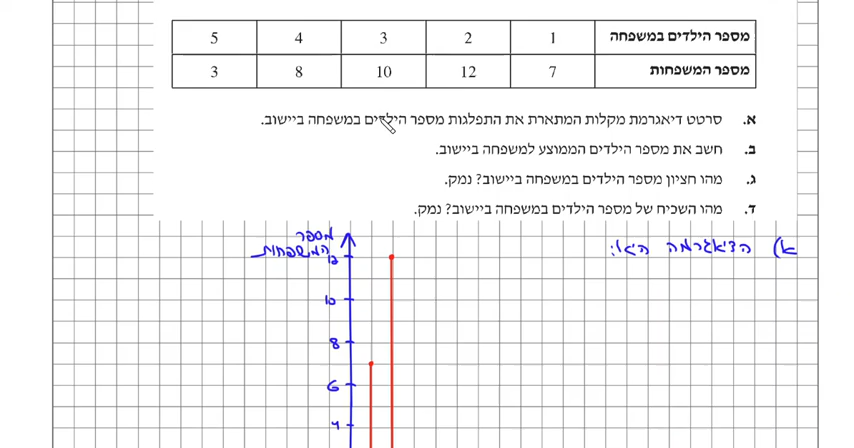 מספר הילדים במשפחה 1 2 3 4 5
מספר המשפחות 7 12 10 8 3
א. סרטט דיאגרמת מקלות המתארת את התפלגות מספר הילדים במשפחה ביישוב.
ב. חשב את מספר הילדים הממוצע למשפחה ביישוב.
ג. מהו חציון מספר הילדים במשפחה ביישוב? נמק.
ד. מהו השכיח של מספר הילדים במשפחה ביישוב? נמק.
א) הדיאגרמה היא:
מספר
המשפחות
12
10
8
6
4